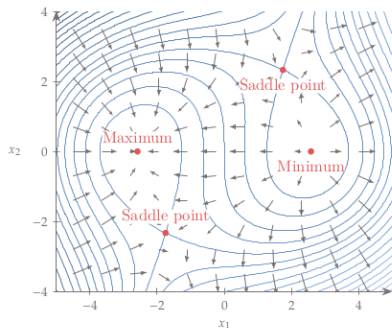 4
Saddle point
2
Maximum
x2 0
Minimum
Saddle point
−2
−4
−4 −2 0 2 4
x1